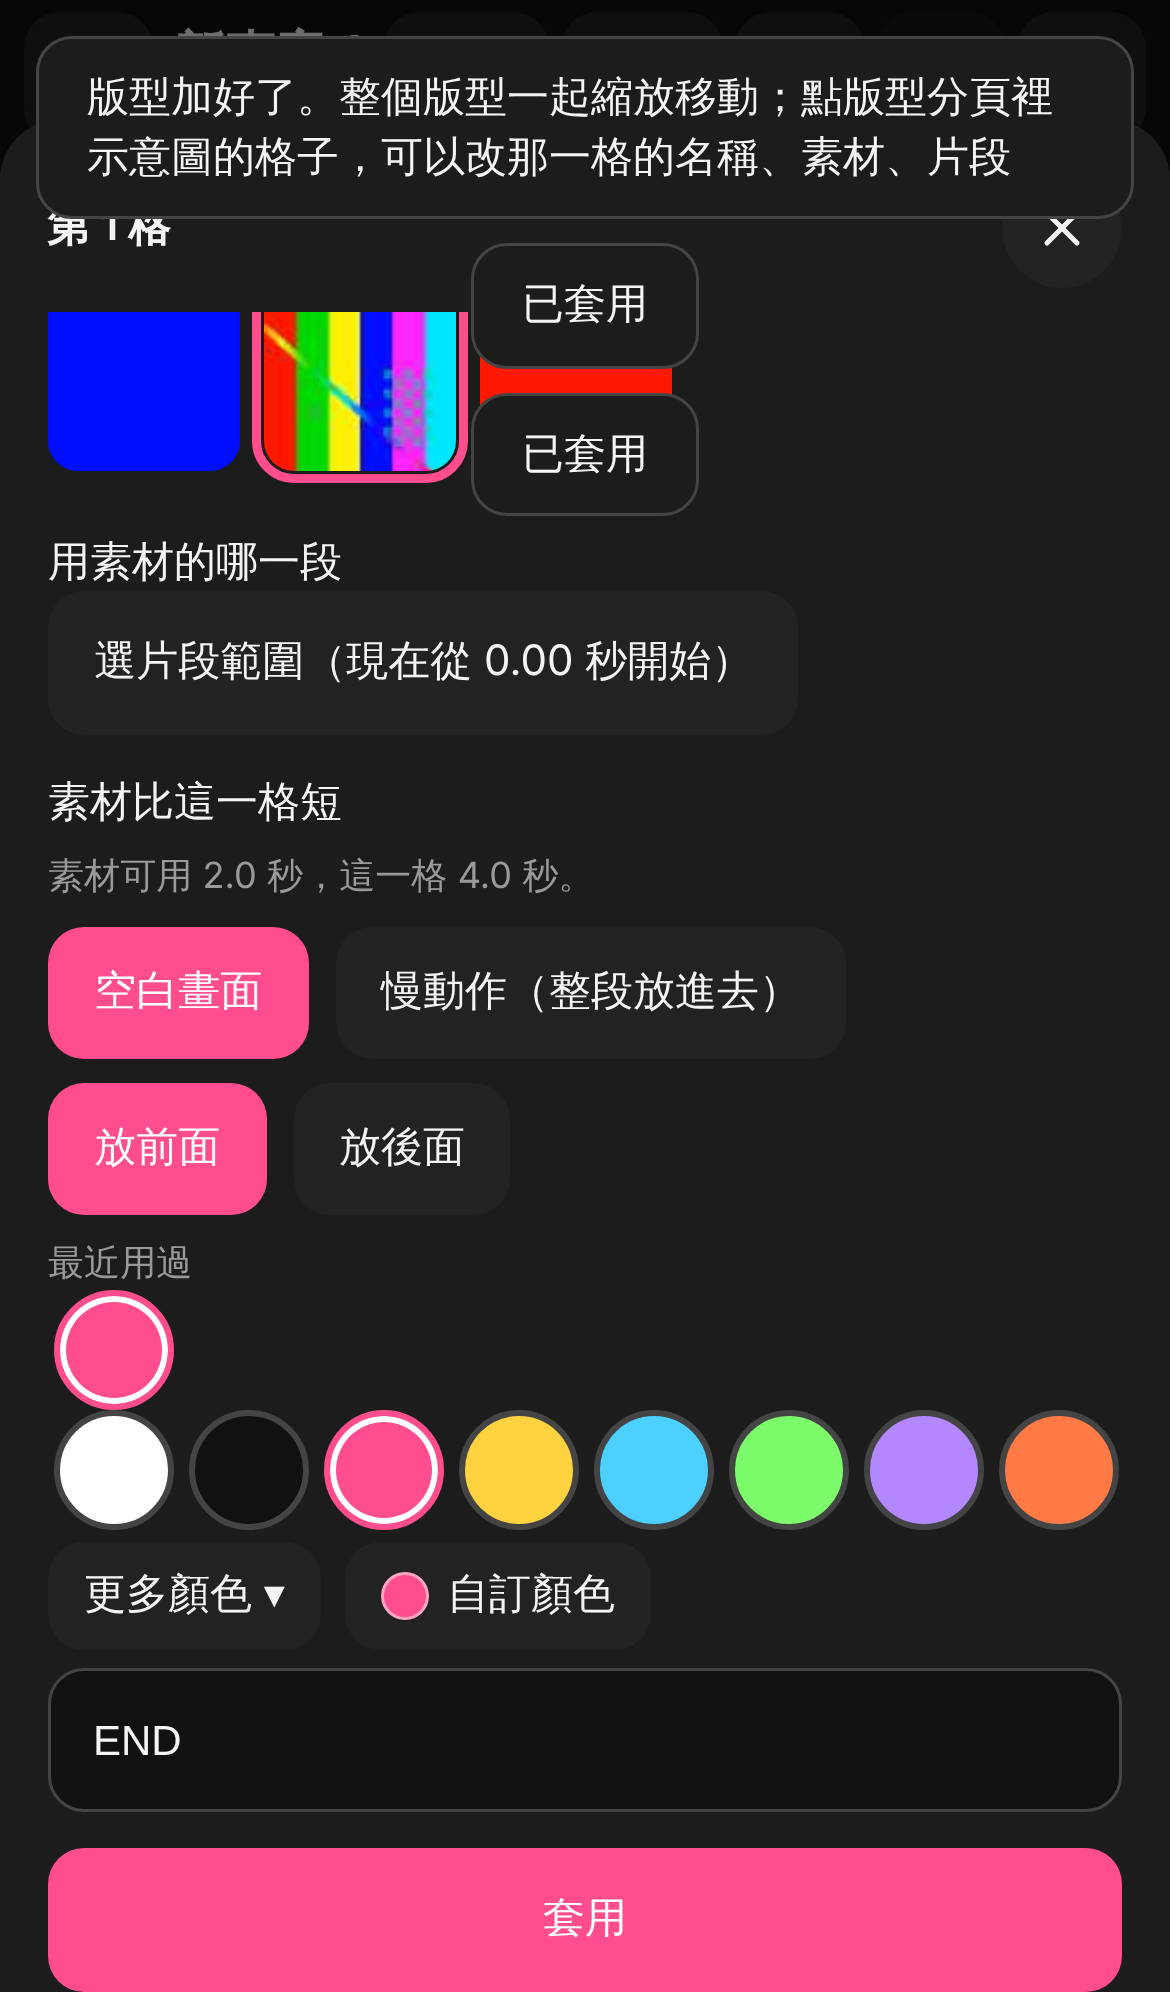 版型加好了。整個版型一起縮放移動；點版型分頁裡
示意圖的格子，可以改那一格的名稱、素材、片段
第1格
已套用
已套用
用素材的哪一段
選片段範圍（現在從 0.00 秒開始）
素材比這一格短
素材可用 2.0 秒，這一格 4.0 秒。
空白畫面
慢動作（整段放進去）
放前面
放後面
最近用過
更多顏色 ▾
自訂顏色
END
套用